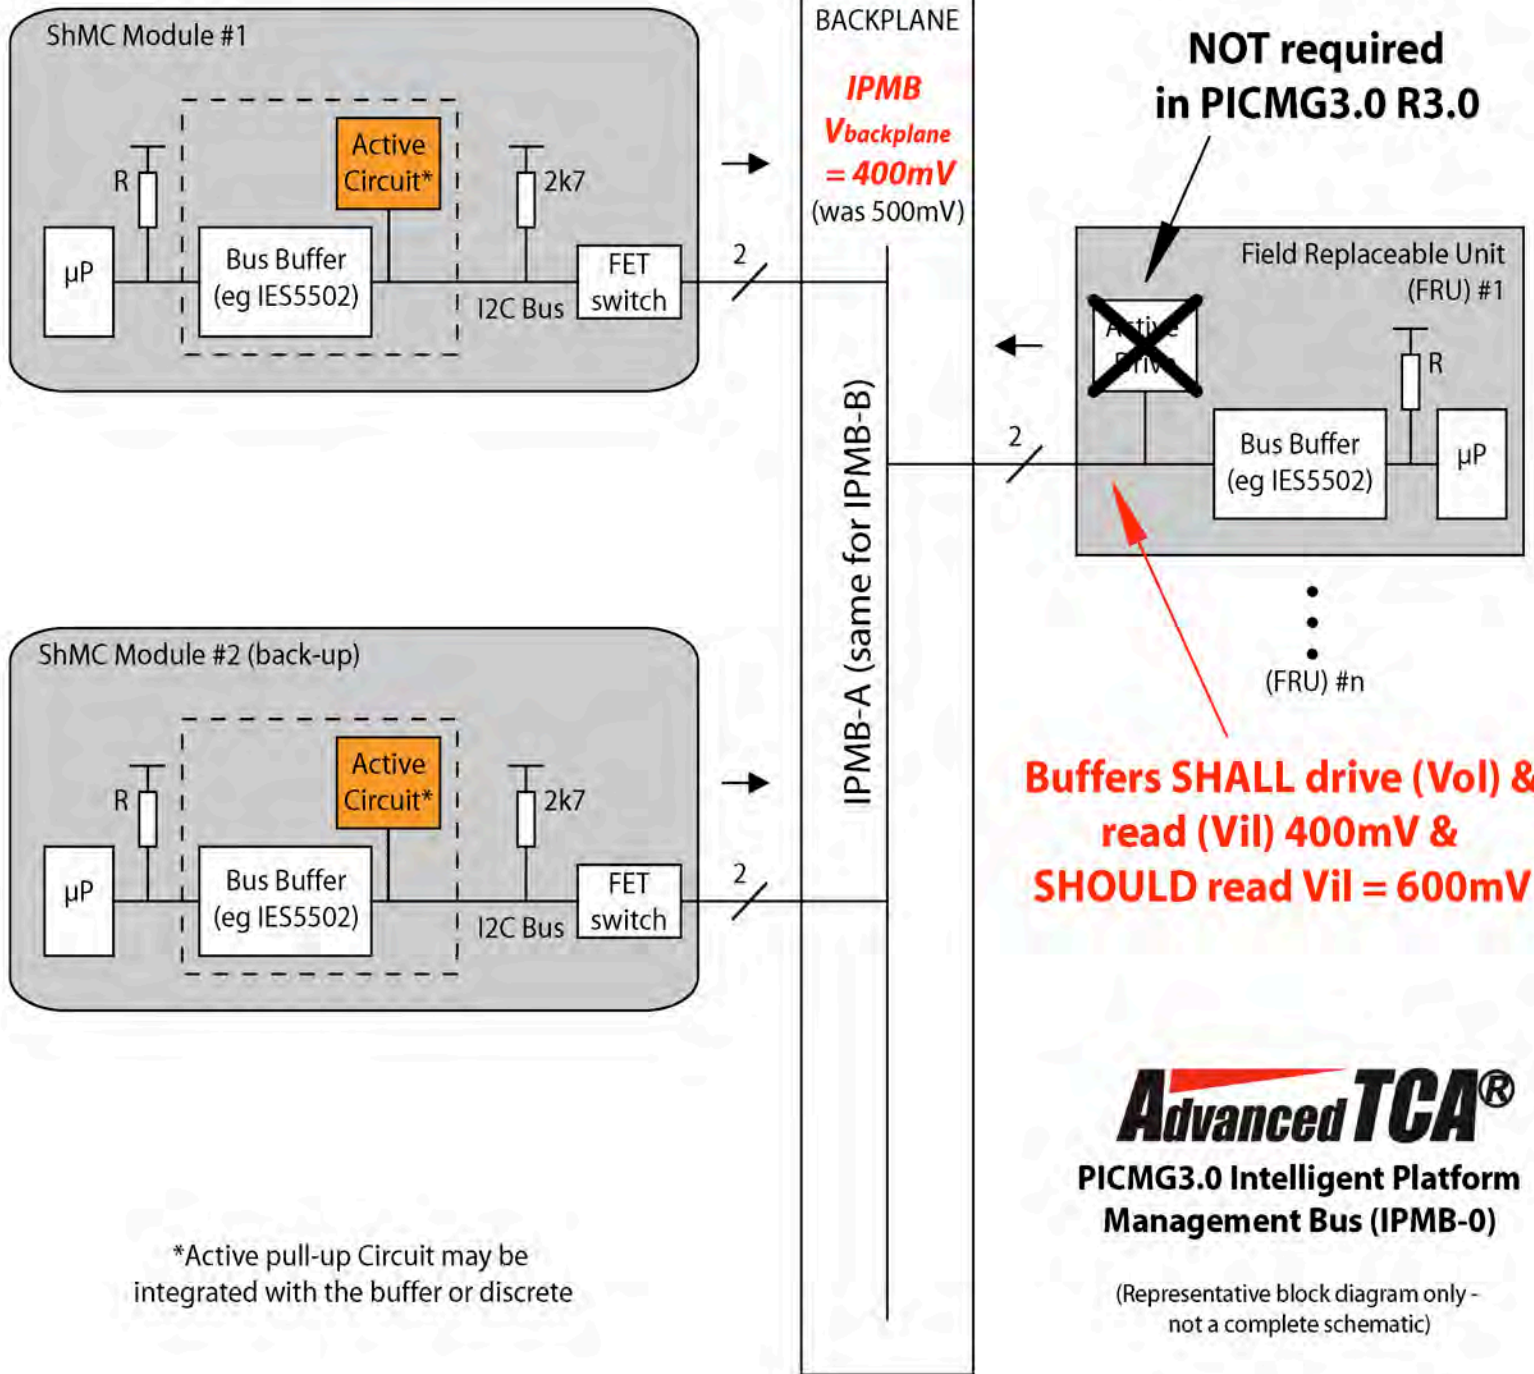 ShMC Module #1
R
Active
Circuit*
2k7
µP
Bus Buffer
(eg IES5502)
I2C Bus
FET
switch
2
BACKPLANE
IPMB
Vbackplane
= 400mV
(was 500mV)
IPMB-A (same for IPMB-B)
NOT required
in PICMG3.0 R3.0
Field Replaceable Unit
(FRU) #1
Active
Drive
R
2
Bus Buffer
(eg IES5502)
µP
(FRU) #n
ShMC Module #2 (back-up)
R
Active
Circuit*
2k7
µP
Bus Buffer
(eg IES5502)
I2C Bus
FET
switch
2
Buffers SHALL drive (Vol) &
read (Vil) 400mV &
SHOULD read Vil = 600mV
AdvancedTCA®
PICMG3.0 Intelligent Platform
Management Bus (IPMB-0)
(Representative block diagram only -
not a complete schematic)
*Active pull-up Circuit may be
integrated with the buffer or discrete